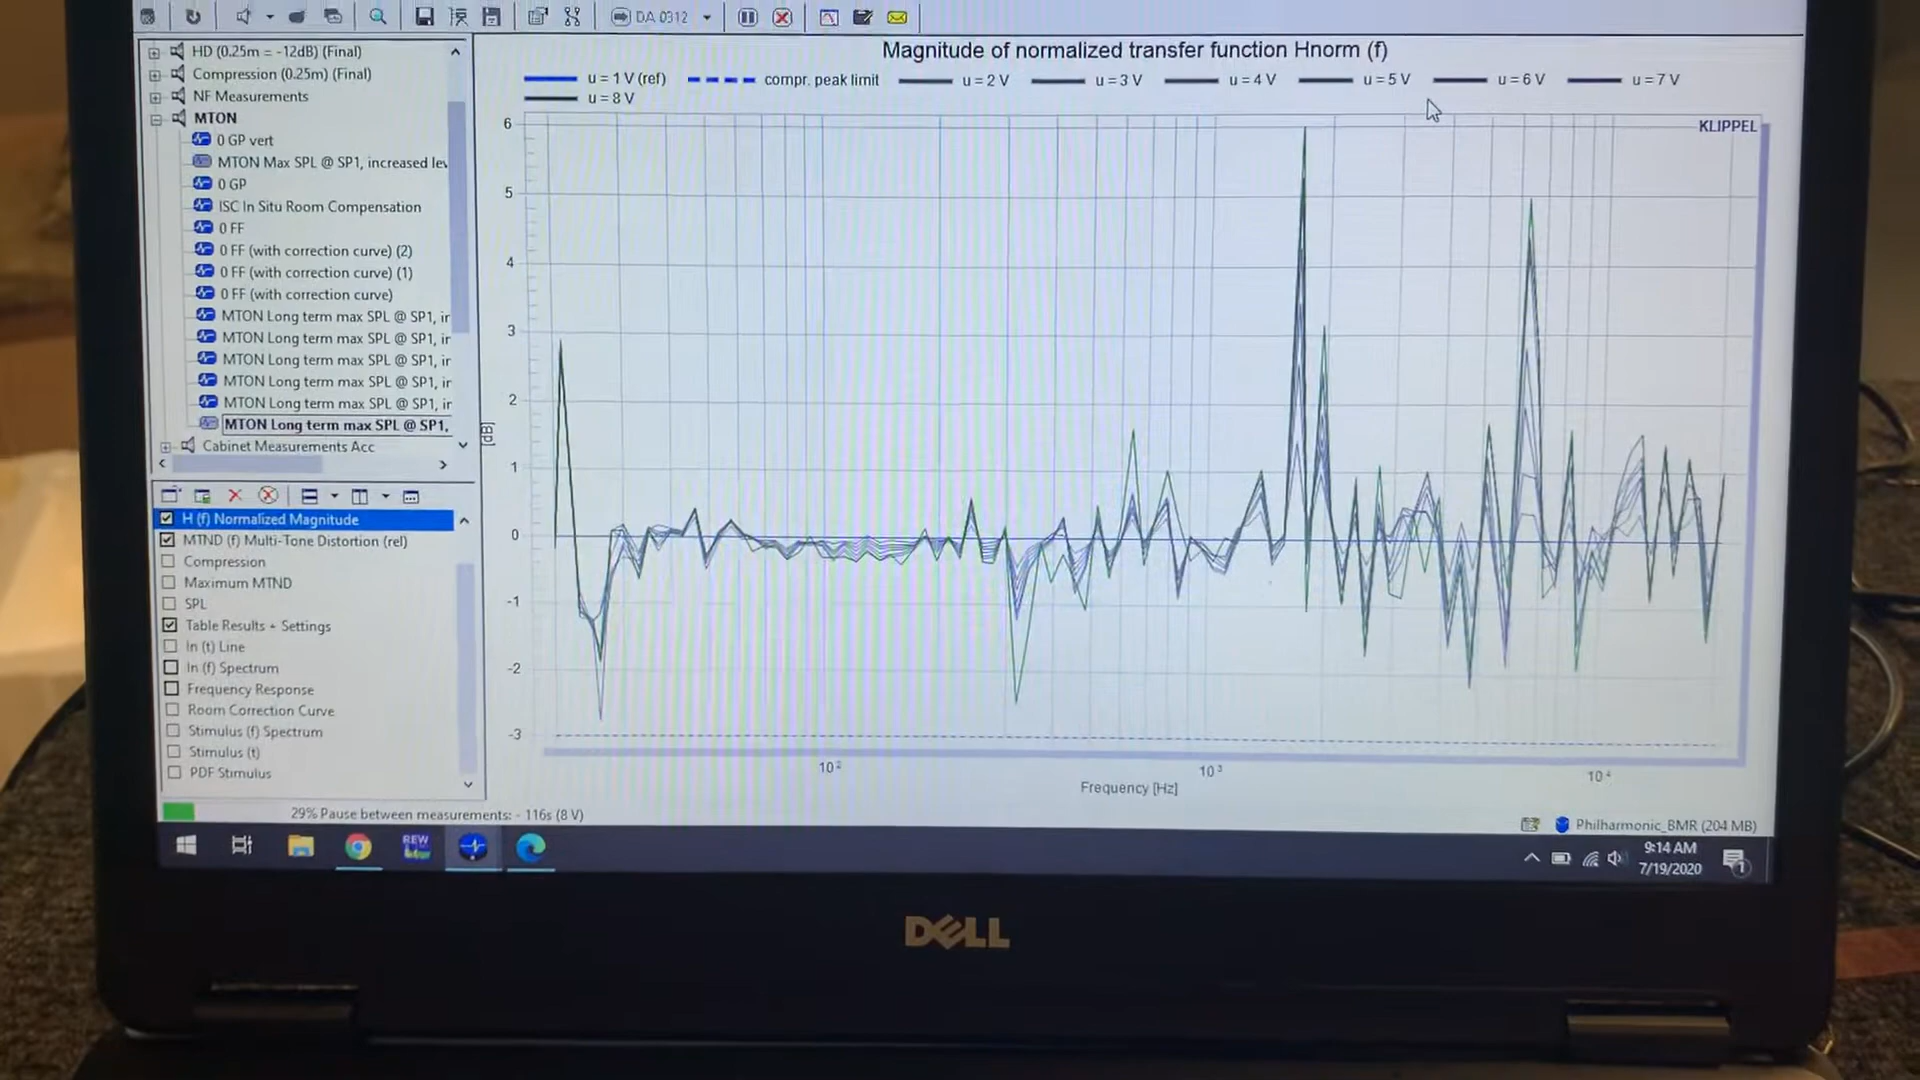 DA 0312
HD (0.25m = -12dB) (Final)
Compression (0.25m) (Final)
NF Measurements
MTON
0 GP vert
MTON Max SPL @ SP1, increased lev
0 GP
ISC In Situ Room Compensation
0 FF
0 FF (with correction curve) (2)
0 FF (with correction curve) (1)
0 FF (with correction curve)
MTON Long term max SPL @ SP1, ir
MTON Long term max SPL @ SP1, ir
MTON Long term max SPL @ SP1, ir
MTON Long term max SPL @ SP1, ir
MTON Long term max SPL @ SP1, ir
MTON Long term max SPL @ SP1,
Cabinet Measurements Acc
H (f) Normalized Magnitude
MTND (f) Multi-Tone Distortion (rel)
Compression
Maximum MTND
SPL
Table Results + Settings
In (t) Line
In (f) Spectrum
Frequency Response
Room Correction Curve
Stimulus (f) Spectrum
Stimulus (t)
PDF Stimulus
Magnitude of normalized transfer function Hnorm (f)
u = 1 V (ref) compr. peak limit u = 2 V u = 3 V u = 4 V u = 5 V u = 6 V u = 7 V
u = 8 V
KLIPPEL
6
5
4
3
2
[dB]
1
0
-1
-2
-3
10² 10³ 10⁴
Frequency [Hz]
29% Pause between measurements: - 116s (8 V)
Philharmonic_BMR (204 MB)
REW
9:14 AM
7/19/2020
1
DELL